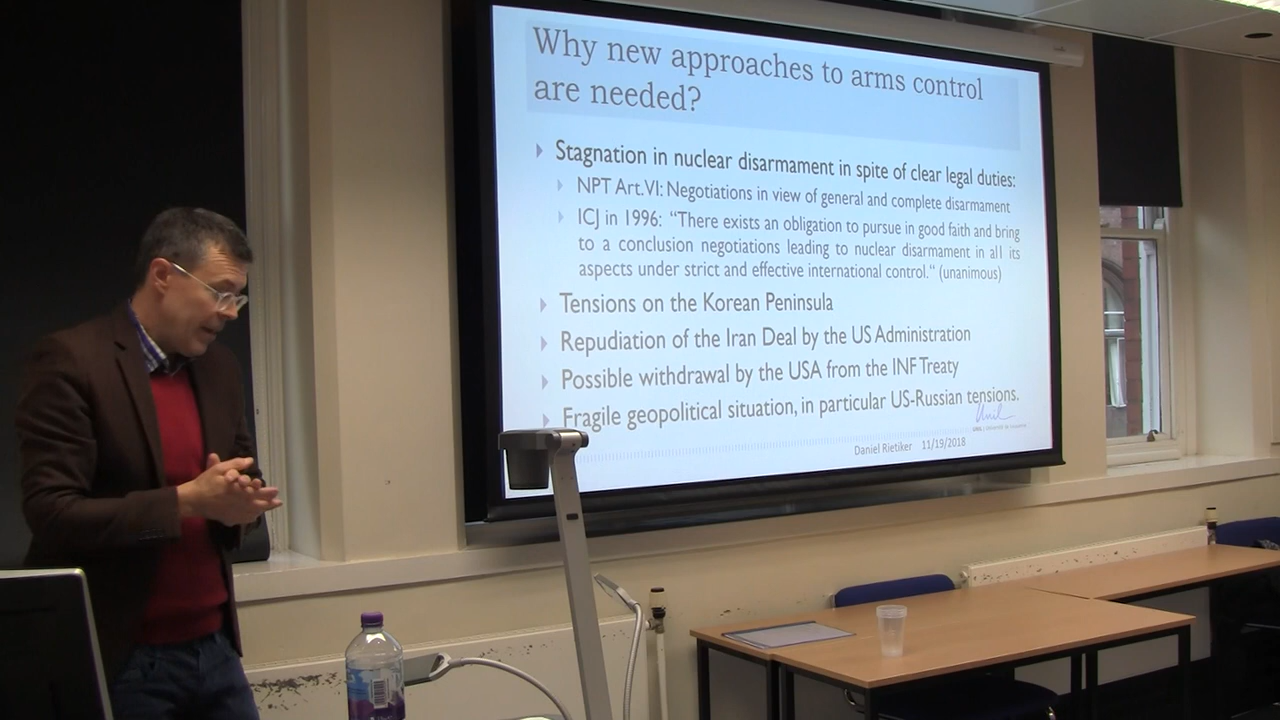 Why new approaches to arms control
are needed?
Stagnation in nuclear disarmament in spite of clear legal duties:
NPT Art.VI: Negotiations in view of general and complete disarmament
ICJ in 1996: "There exists an obligation to pursue in good faith and bring
to a conclusion negotiations leading to nuclear disarmament in all its
aspects under strict and effective international control." (unanimous)
Tensions on the Korean Peninsula
Repudiation of the Iran Deal by the US Administration
Possible withdrawal by the USA from the INF Treaty
Fragile geopolitical situation, in particular US-Russian tensions.
Unil
Daniel Rietiker 11/19/2018